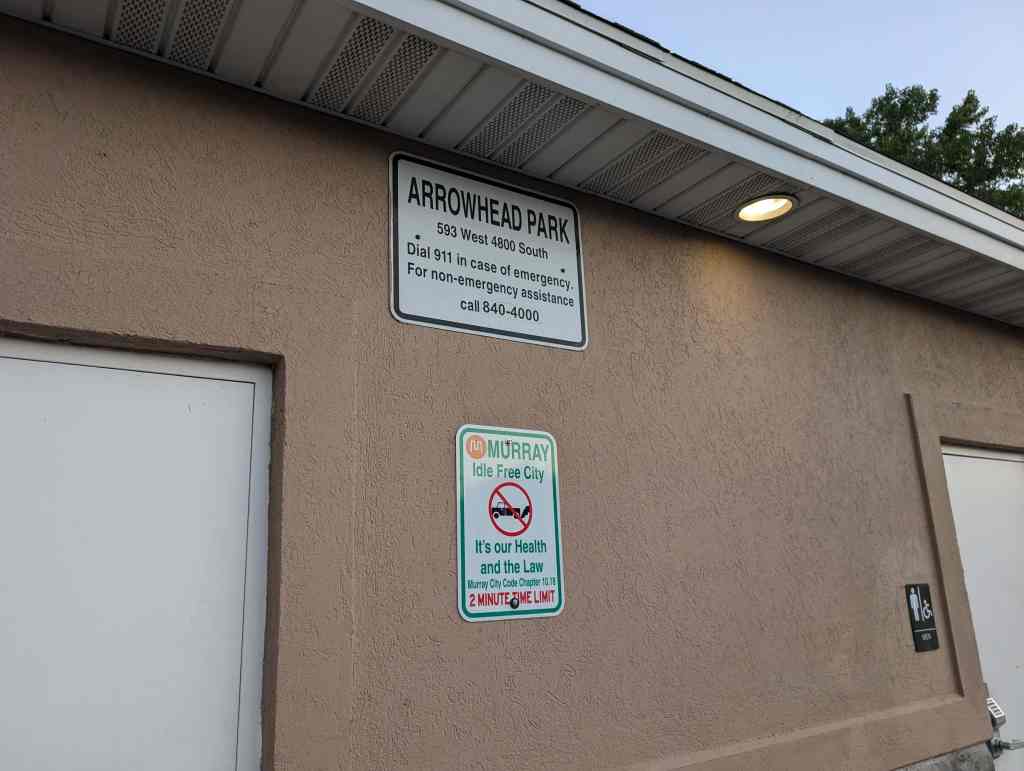 ARROWHEAD PARK
593 West 4800 South
Dial 911 in case of emergency.
For non-emergency assistance
call 840-4000
MURRAY
Idle Free City
It's our Health
and the Law
Murray City Code Chapter 10.18
2 MINUTE TIME LIMIT
MEN